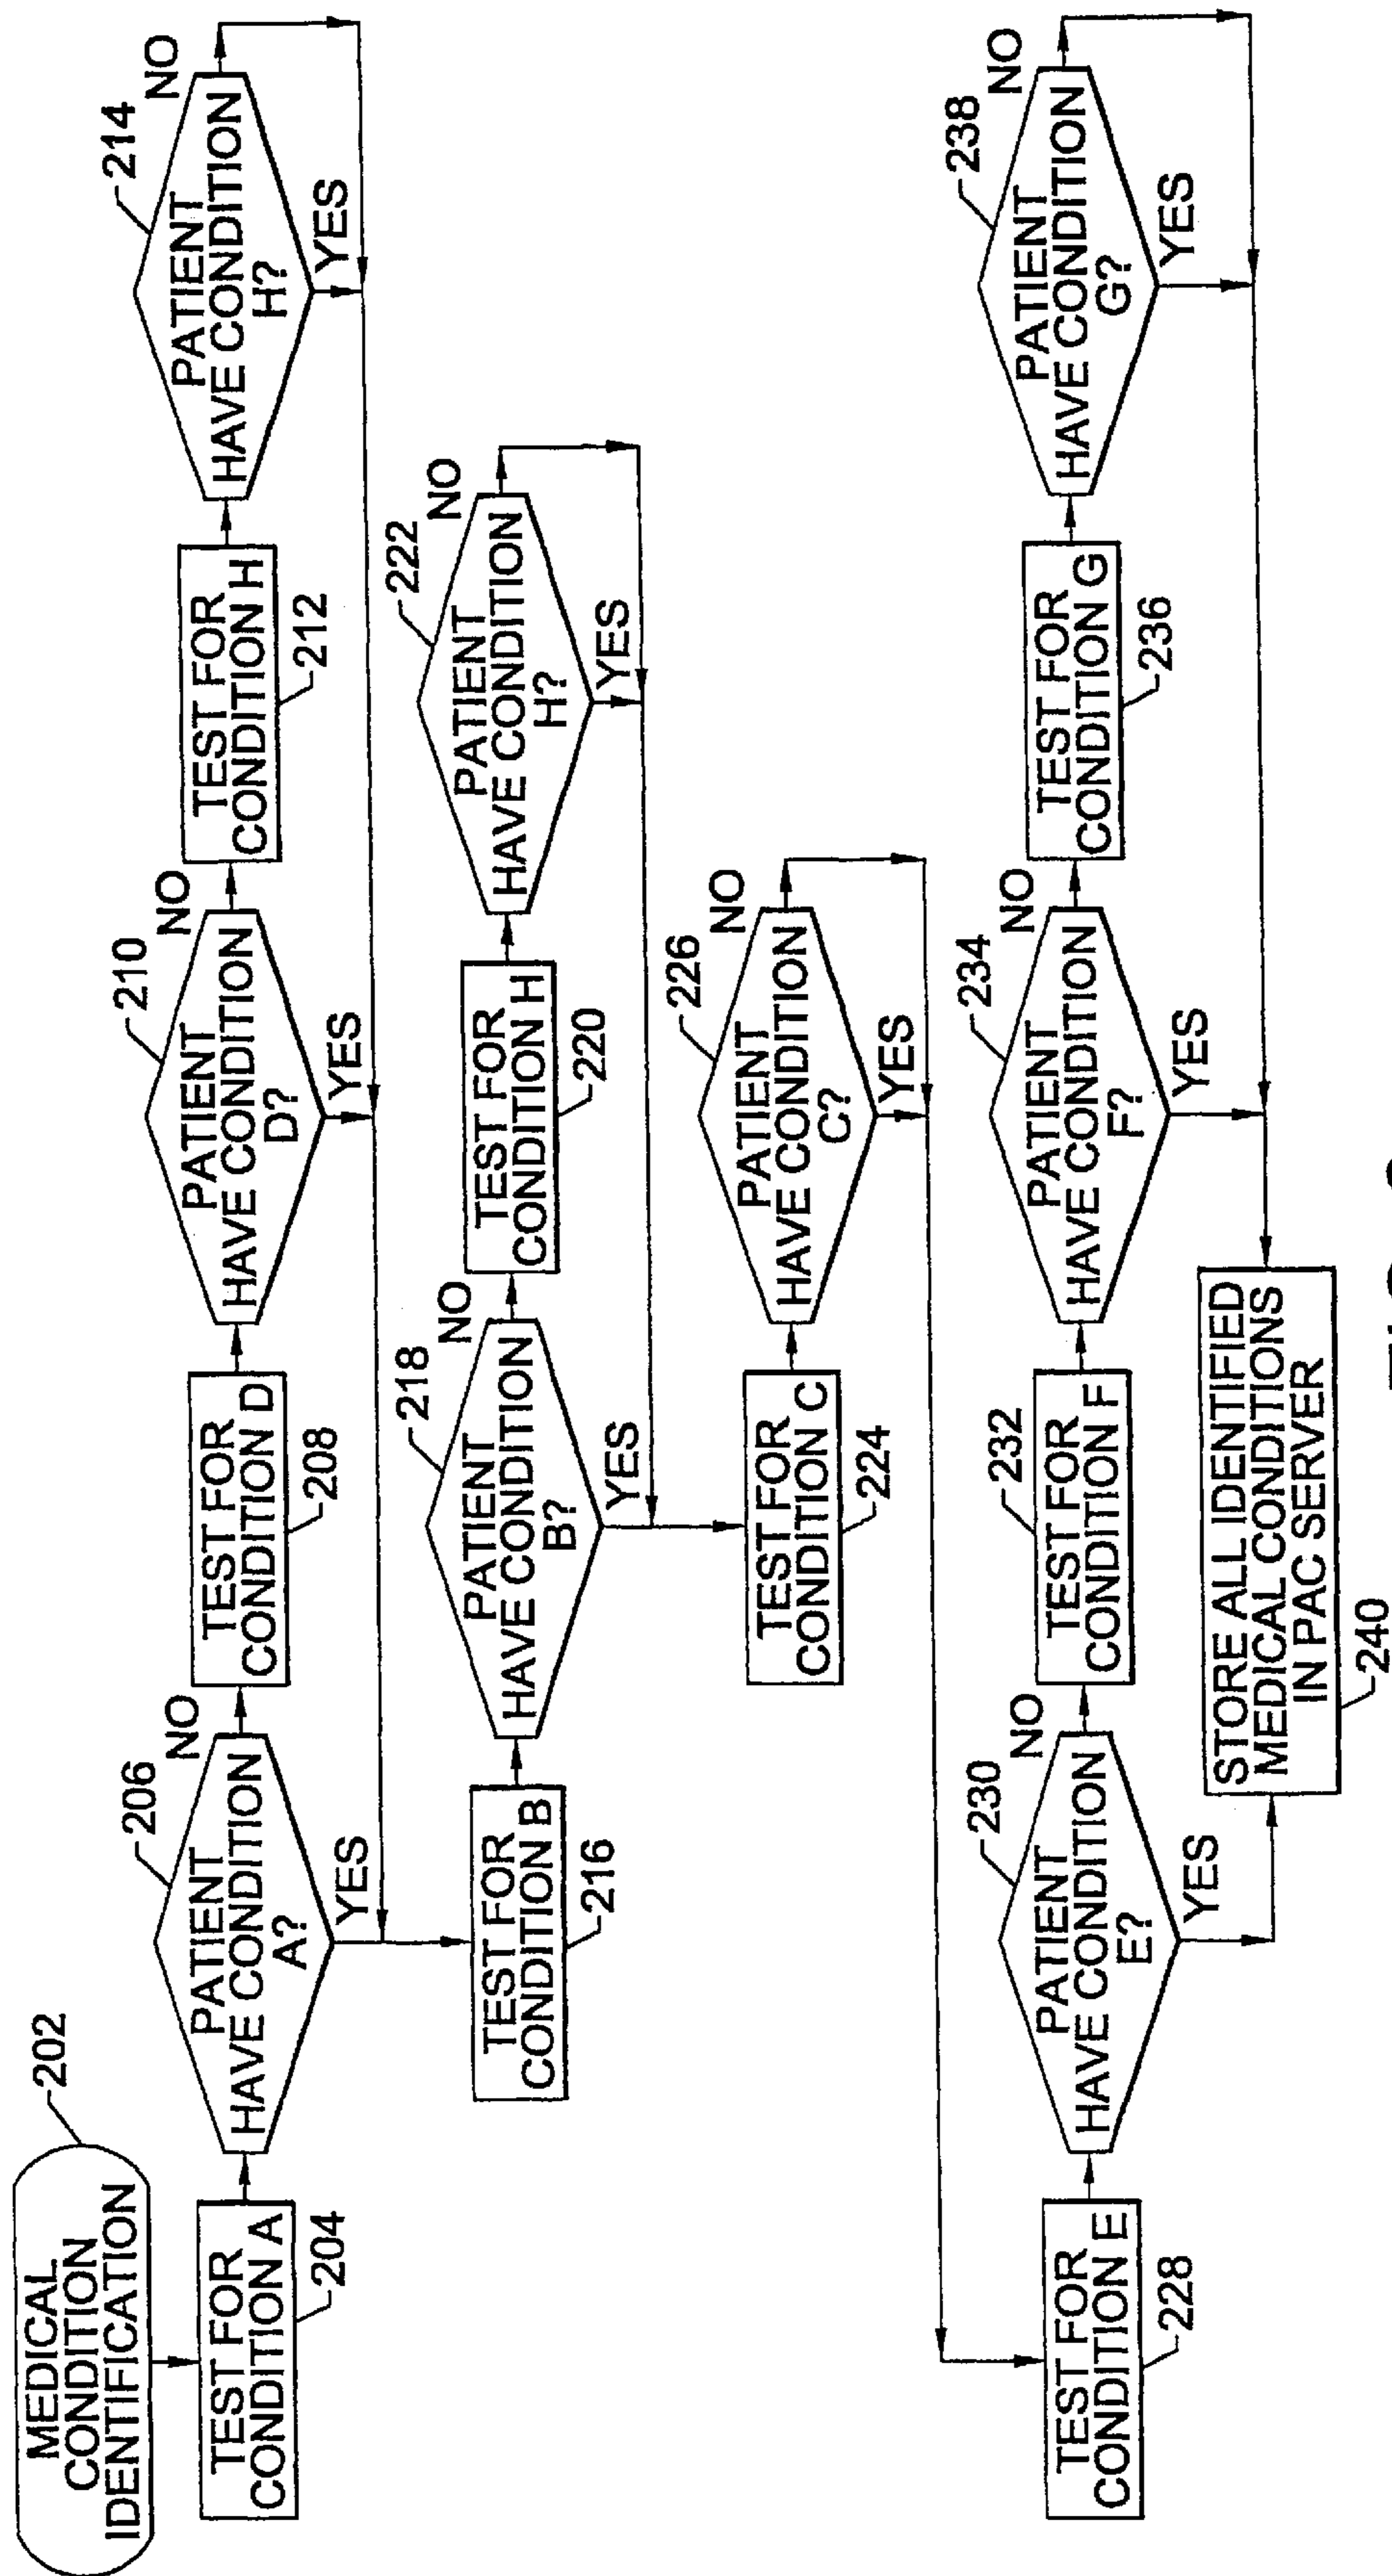 MEDICAL
CONDITION
IDENTIFICATION
202
TEST FOR
CONDITION A
204
PATIENT
HAVE CONDITION
A?
206
NO
YES
TEST FOR
CONDITION D
208
PATIENT
HAVE CONDITION
D?
210
NO
YES
TEST FOR
CONDITION H
212
PATIENT
HAVE CONDITION
H?
214
NO
YES
TEST FOR
CONDITION B
216
PATIENT
HAVE CONDITION
B?
218
NO
YES
TEST FOR
CONDITION H
220
PATIENT
HAVE CONDITION
H?
222
NO
YES
TEST FOR
CONDITION C
224
PATIENT
HAVE CONDITION
C?
226
NO
YES
TEST FOR
CONDITION E
228
PATIENT
HAVE CONDITION
E?
230
NO
YES
TEST FOR
CONDITION F
232
PATIENT
HAVE CONDITION
F?
234
NO
YES
TEST FOR
CONDITION G
236
PATIENT
HAVE CONDITION
G?
238
NO
YES
STORE ALL IDENTIFIED
MEDICAL CONDITIONS
IN PAC SERVER
240